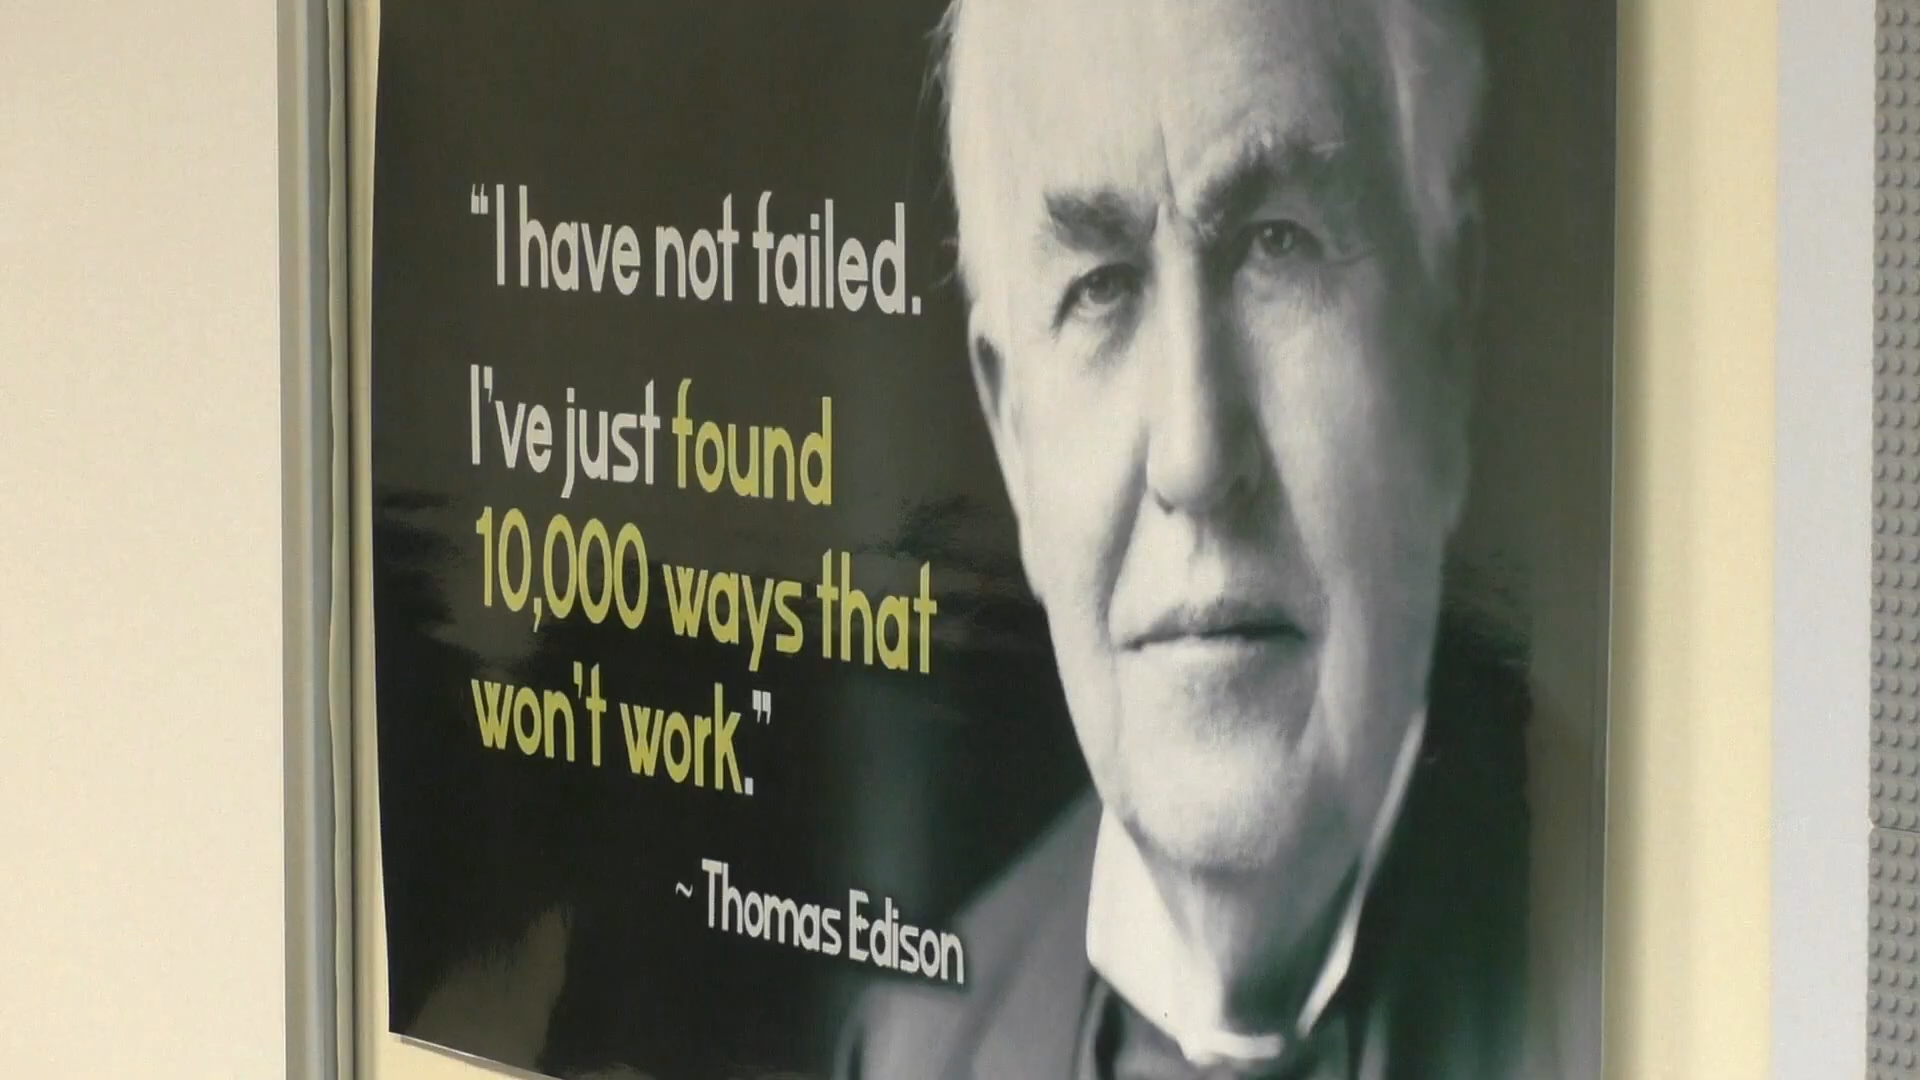 “I have not failed.
I've just found
10,000 ways that
won't work.”
~ Thomas Edison